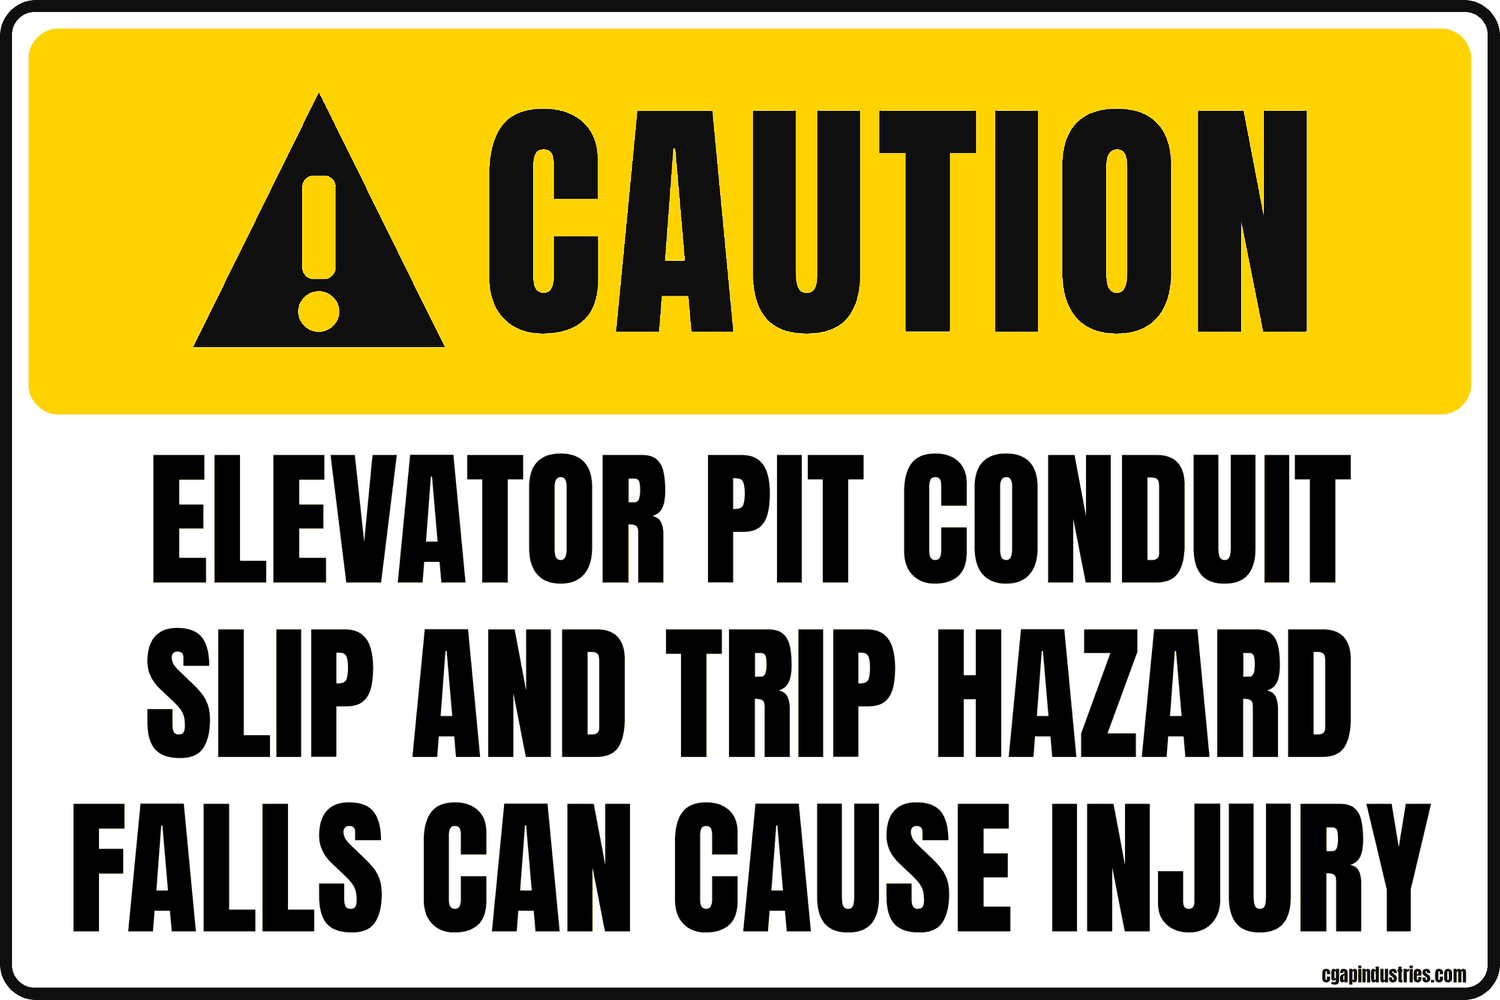 CAUTION
ELEVATOR PIT CONDUIT
SLIP AND TRIP HAZARD
FALLS CAN CAUSE INJURY
cgapindustries.com